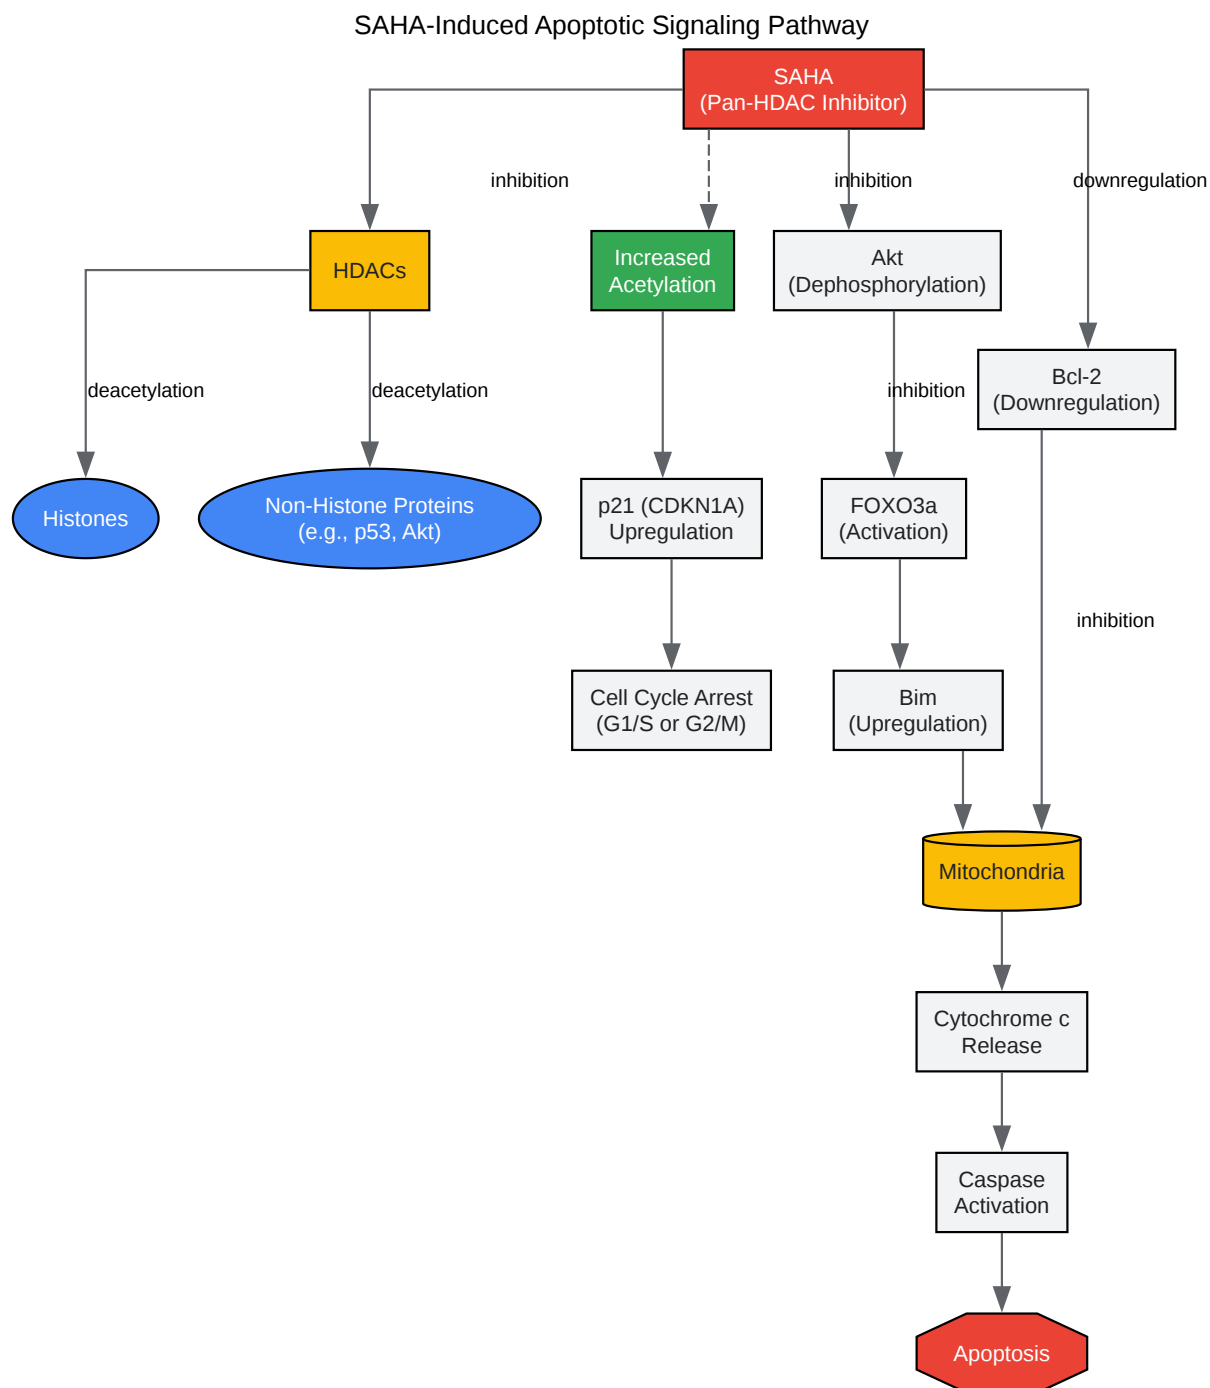 SAHA-Induced Apoptotic Signaling Pathway
SAHA
(Pan-HDAC Inhibitor)
inhibition
inhibition
downregulation
HDACs
Increased
Acetylation
Akt
(Dephosphorylation)
Bcl-2
(Downregulation)
deacetylation
deacetylation
inhibition
Histones
Non-Histone Proteins
(e.g., p53, Akt)
p21 (CDKN1A)
Upregulation
FOXO3a
(Activation)
inhibition
Cell Cycle Arrest
(G1/S or G2/M)
Bim
(Upregulation)
Mitochondria
Cytochrome c
Release
Caspase
Activation
Apoptosis